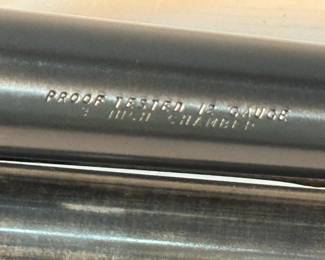 PROOF TESTED 12 GAUGE
3 INCH CHAMBER